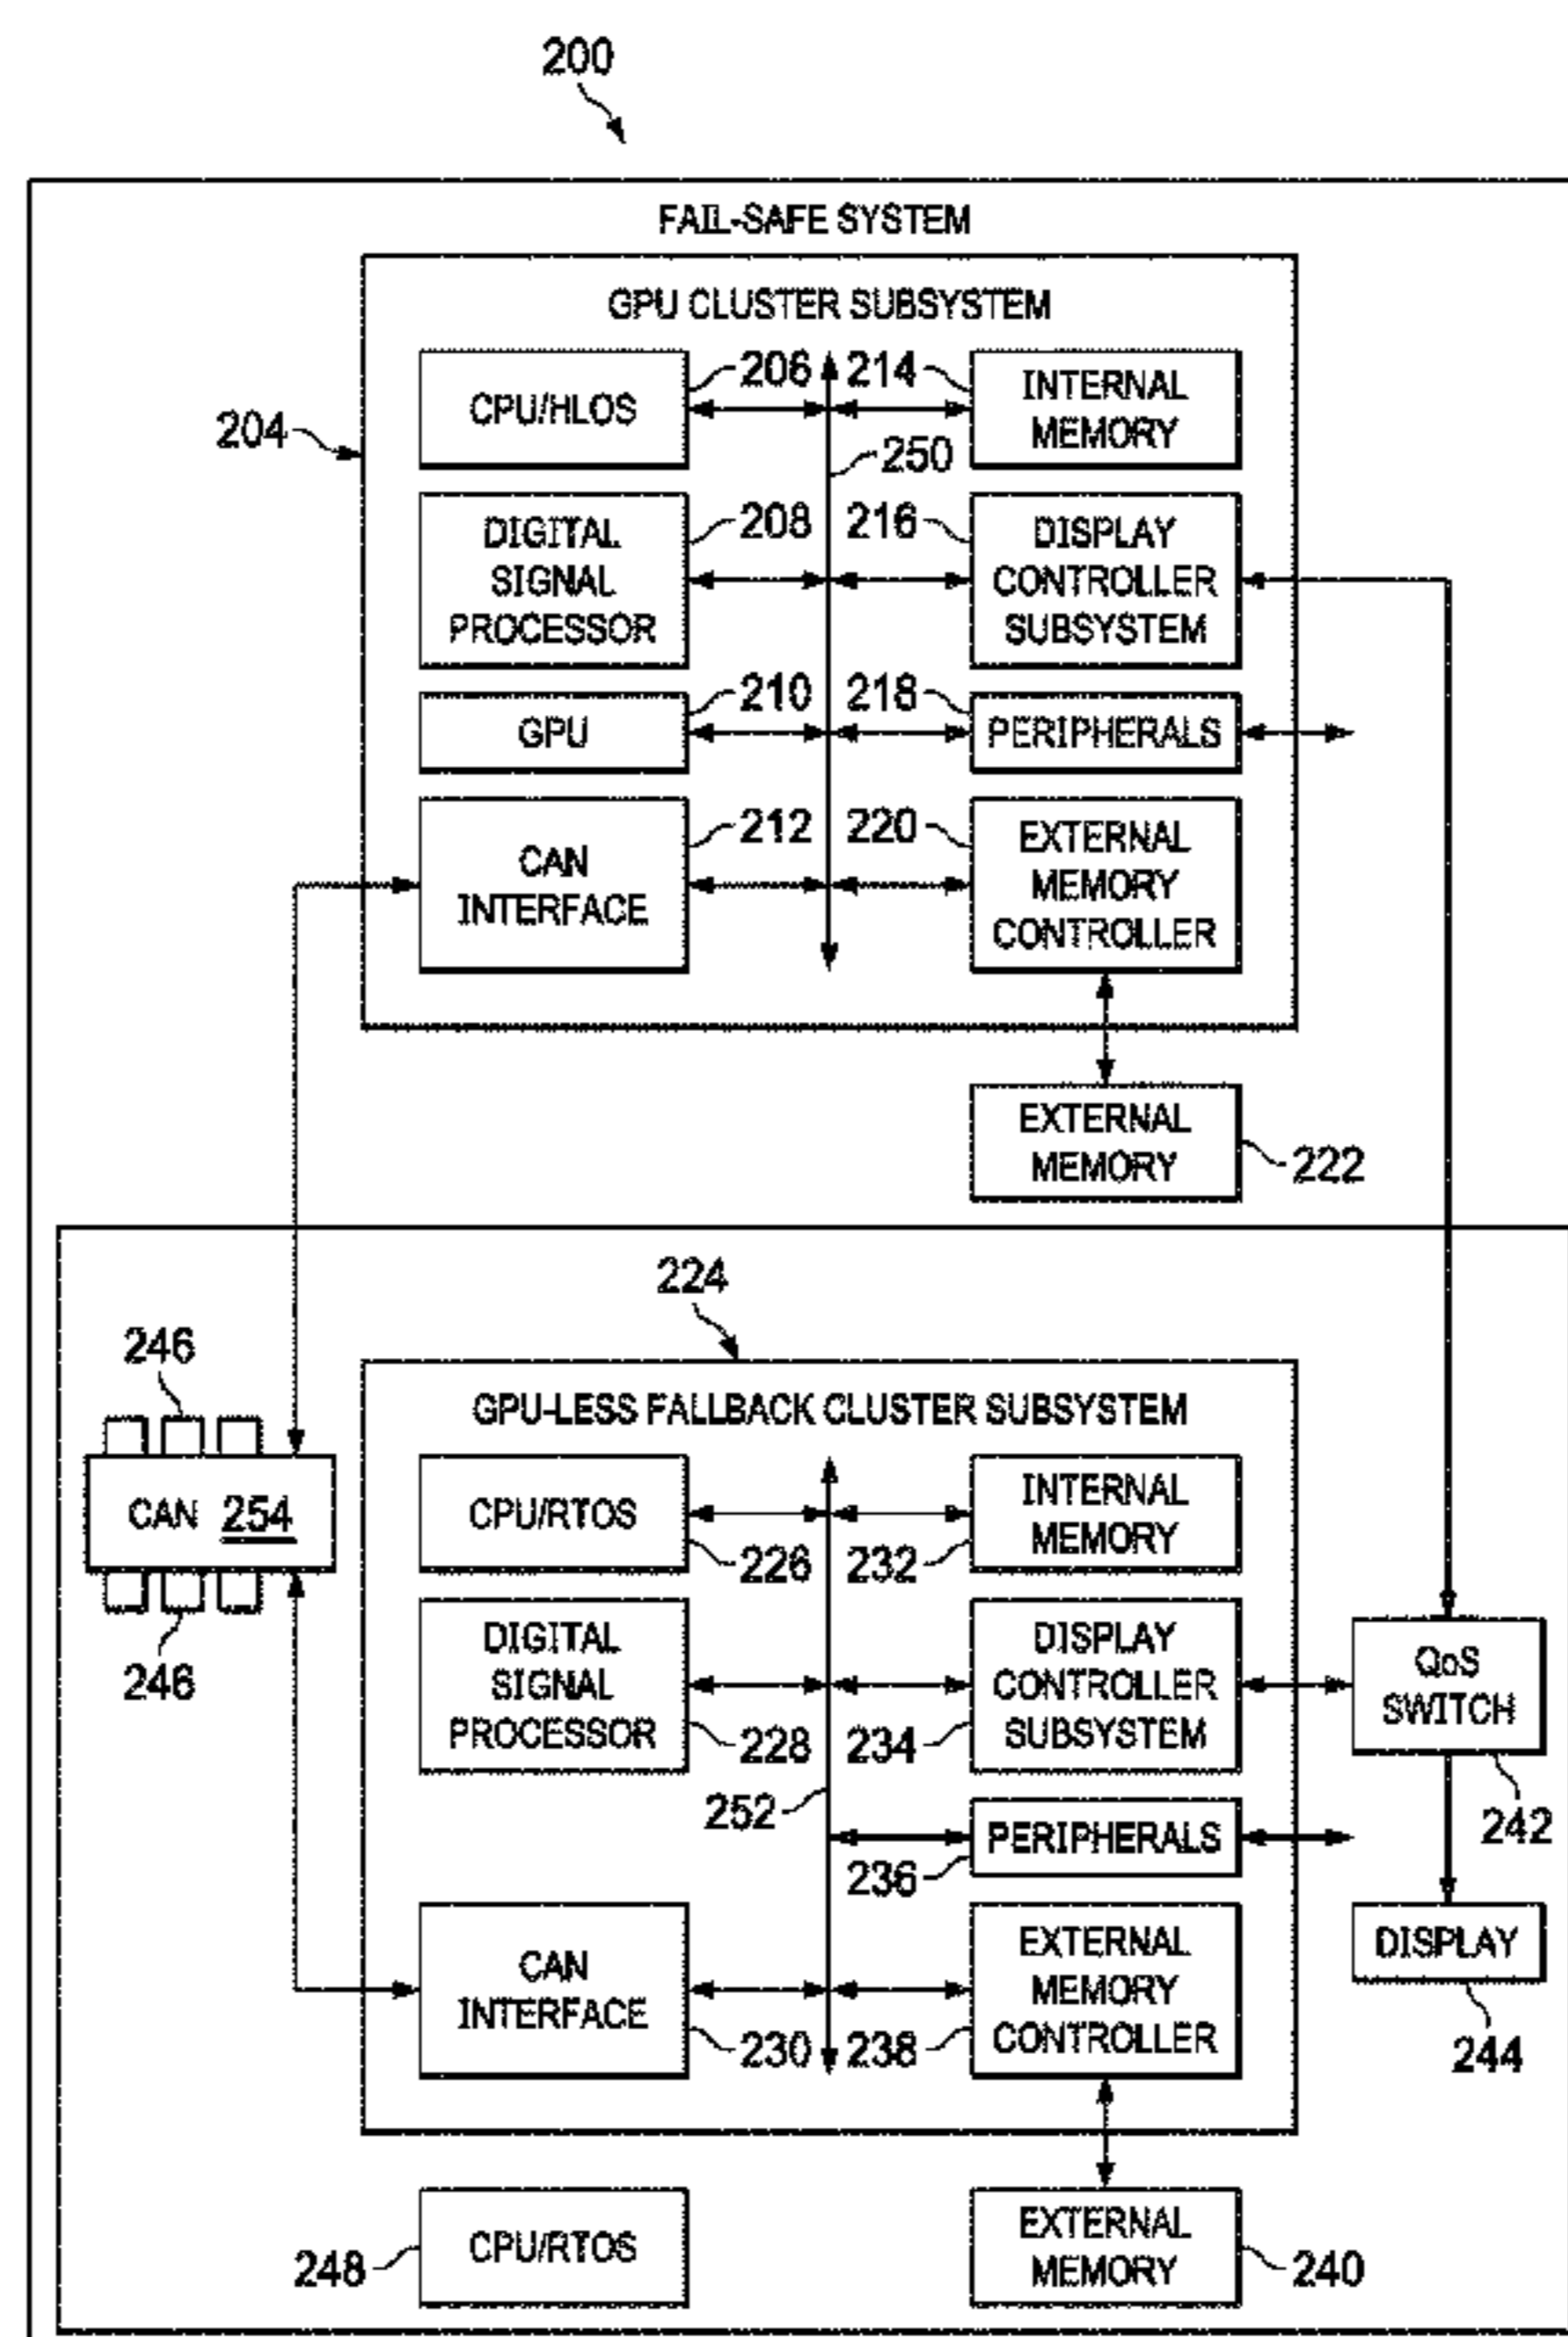 200
FAIL-SAFE SYSTEM
GPU CLUSTER SUBSYSTEM
204
CPU/HLOS
206
214
INTERNAL
MEMORY
250
DIGITAL
SIGNAL
PROCESSOR
208
216
DISPLAY
CONTROLLER
SUBSYSTEM
GPU
210
218
PERIPHERALS
CAN
INTERFACE
212
220
EXTERNAL
MEMORY
CONTROLLER
EXTERNAL
MEMORY
222
224
GPU-LESS FALLBACK CLUSTER SUBSYSTEM
246
CAN 254
246
CPU/RTOS
226
232
INTERNAL
MEMORY
DIGITAL
SIGNAL
PROCESSOR
228
234
DISPLAY
CONTROLLER
SUBSYSTEM
QoS
SWITCH
242
252
PERIPHERALS
236
DISPLAY
244
CAN
INTERFACE
230
238
EXTERNAL
MEMORY
CONTROLLER
248
CPU/RTOS
EXTERNAL
MEMORY
240